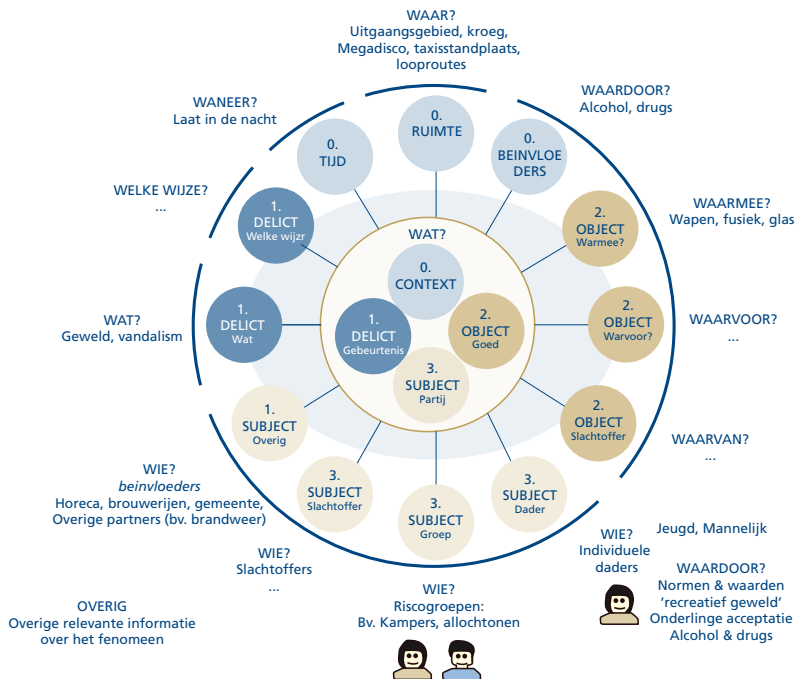 WAAR?
Uitgaansgebied, kroeg,
Megadisco, taxisstandplaats,
looproutes
WAARDOOR?
Alcohol, drugs
WANEER?
Laat in de nacht
0.
RUIMTE
0.
TIJD
0.
BEINVLOE
DERS
WELKE WIJZE?
...
1.
DELICT
Welke wijzr
2.
OBJECT
Warmee?
WAARMEE?
Wapen, fusiek, glas
WAT?
0.
CONTEXT
WAT?
Geweld, vandalism
1.
DELICT
Wat
1.
DELICT
Gebeurtenis
2.
OBJECT
Goed
2.
OBJECT
Warvoor?
WAARVOOR?
...
3.
SUBJECT
Partij
1.
SUBJECT
Overig
2.
OBJECT
Slachtoffer
WAARVAN?
...
WIE?
beinvloeders
Horeca, brouwerijen, gemeente,
Overige partners (bv. brandweer)
3.
SUBJECT
Slachtoffer
3.
SUBJECT
Groep
3.
SUBJECT
Dader
WIE?
Slachtoffers
...
WIE?
Individuele
daders
Jeugd, Mannelijk
WAARDOOR?
Normen & waarden
‘recreatief geweld’
Onderlinge acceptatie
Alcohol & drugs
WIE?
Riscogroepen:
Bv. Kampers, allochtonen
OVERIG
Overige relevante informatie
over het fenomeen